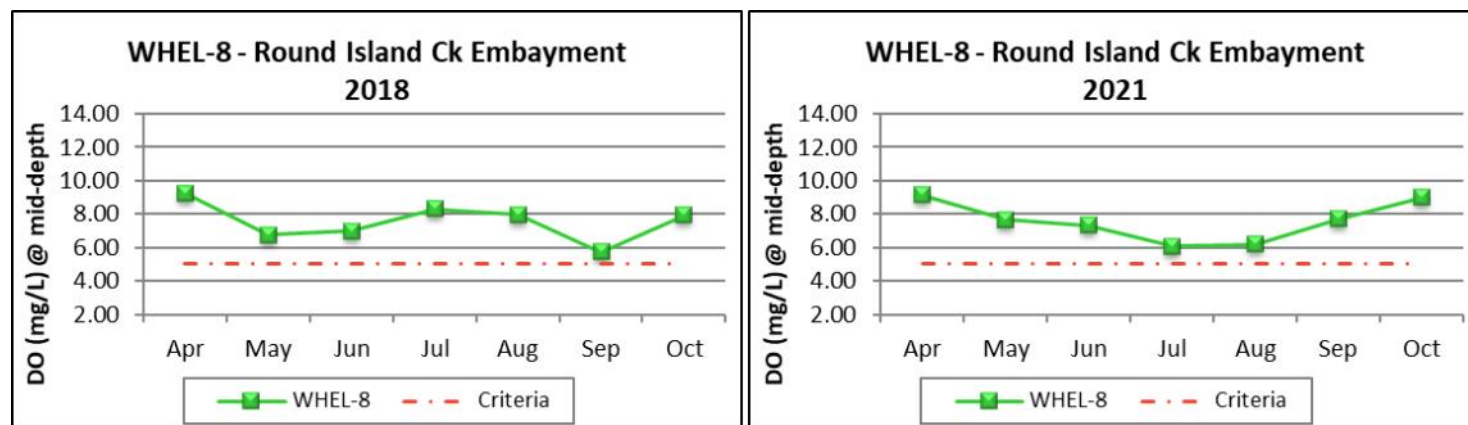 WHEL-8 - Round Island Ck Embayment
2018
DO (mg/L) @ mid-depth
14.00
12.00
10.00
8.00
6.00
4.00
2.00
Apr May Jun Jul Aug Sep Oct
WHEL-8 Criteria
WHEL-8 - Round Island Ck Embayment
2021
DO (mg/L) @ mid-depth
14.00
12.00
10.00
8.00
6.00
4.00
2.00
Apr May Jun Jul Aug Sep Oct
WHEL-8 Criteria